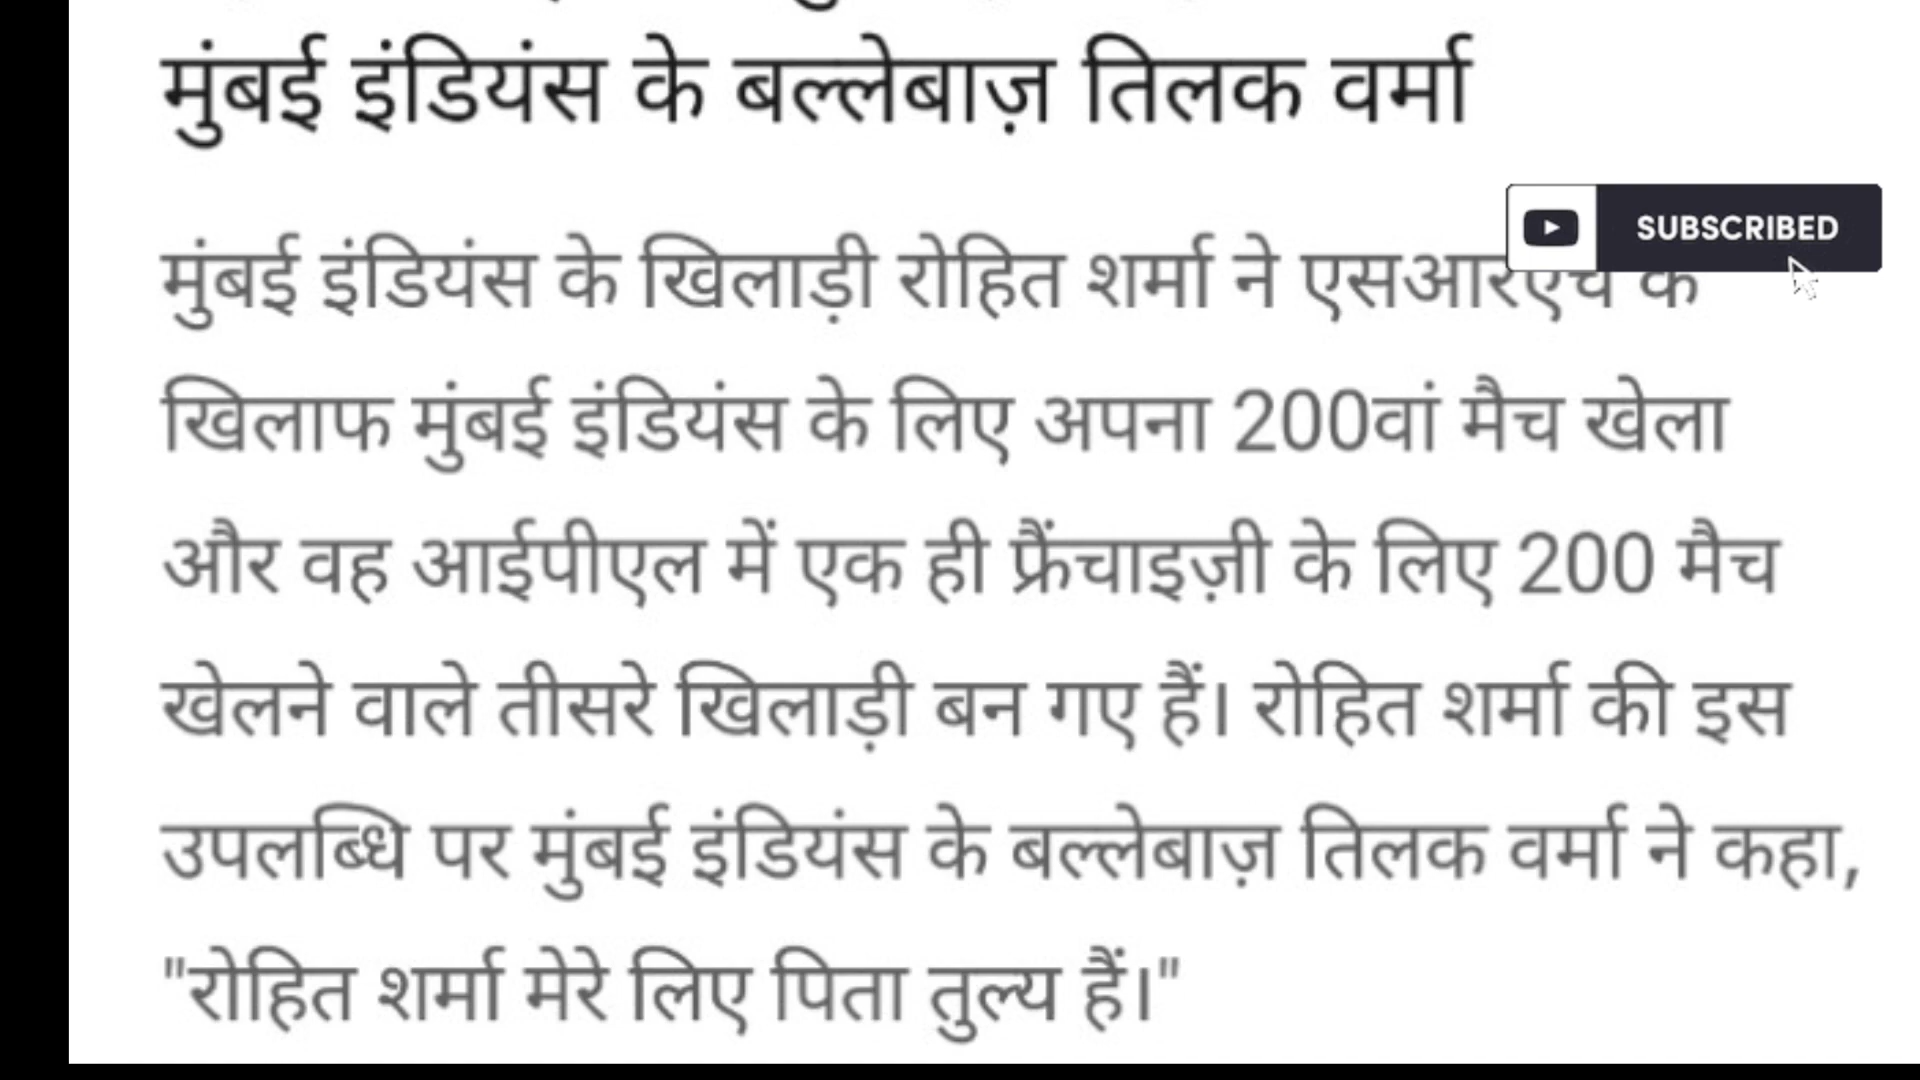 मुंबई इंडियंस के बल्लेबाज़ तिलक वर्मा
SUBSCRIBED
मुंबई इंडियंस के खिलाड़ी रोहित शर्मा ने एसआरएच के
खिलाफ मुंबई इंडियंस के लिए अपना 200वां मैच खेला
और वह आईपीएल में एक ही फ्रैंचाइज़ी के लिए 200 मैच
खेलने वाले तीसरे खिलाड़ी बन गए हैं। रोहित शर्मा की इस
उपलब्धि पर मुंबई इंडियंस के बल्लेबाज़ तिलक वर्मा ने कहा,
"रोहित शर्मा मेरे लिए पिता तुल्य हैं।"